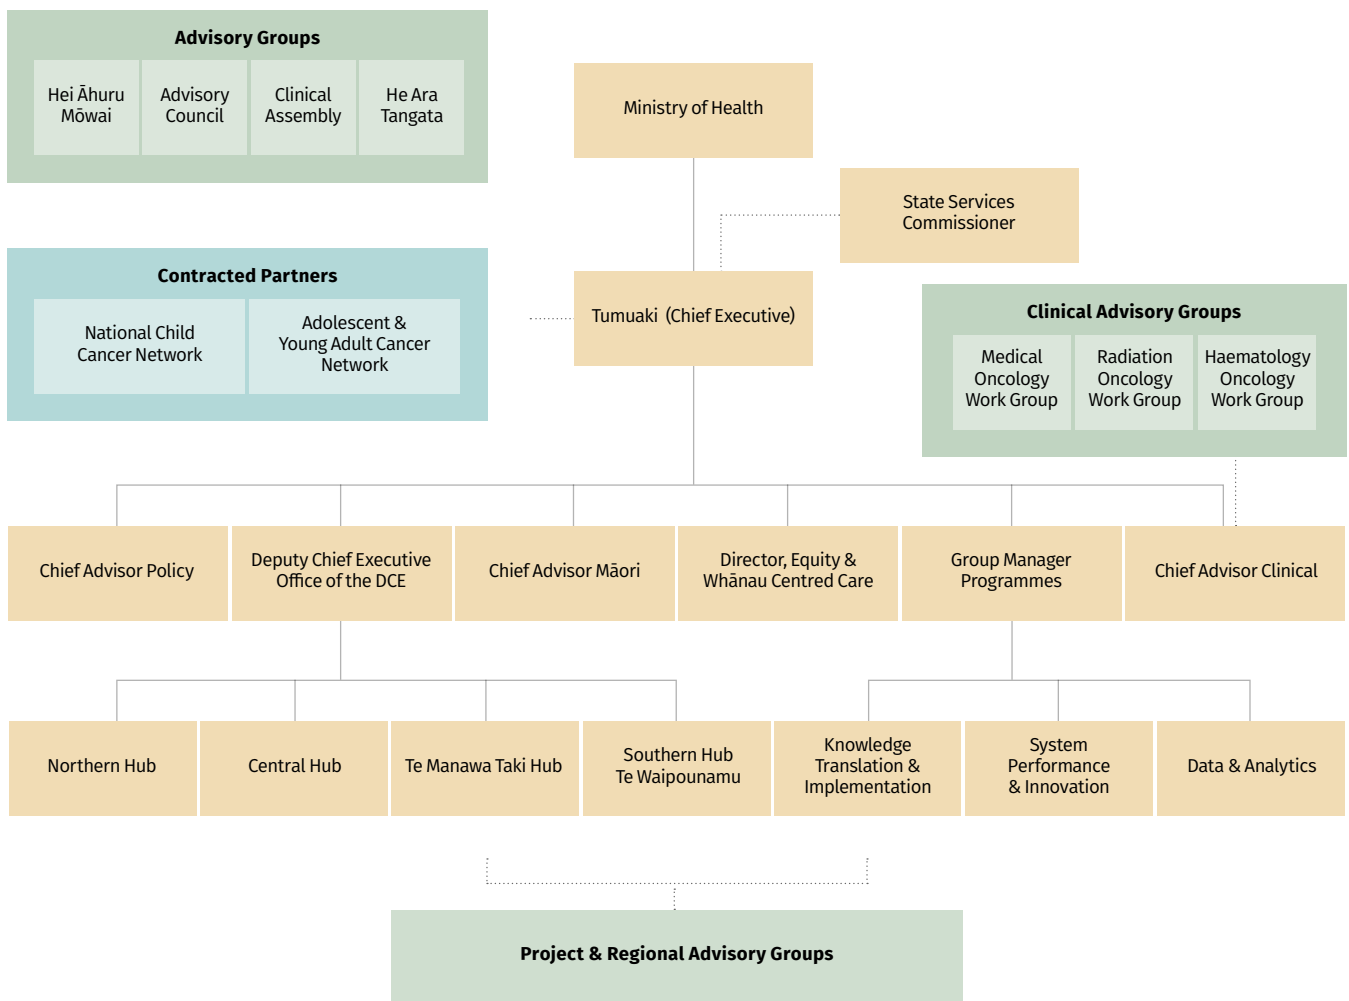 Advisory Groups
Hei Āhuru
Mōwai
Advisory
Council
Clinical
Assembly
He Ara
Tangata
Ministry of Health
State Services
Commissioner
Contracted Partners
National Child
Cancer Network
Adolescent &
Young Adult Cancer
Network
Tumuaki (Chief Executive)
Clinical Advisory Groups
Medical
Oncology
Work Group
Radiation
Oncology
Work Group
Haematology
Oncology
Work Group
Chief Advisor Policy
Deputy Chief Executive
Office of the DCE
Chief Advisor Māori
Director, Equity &
Whānau Centred Care
Group Manager
Programmes
Chief Advisor Clinical
Northern Hub
Central Hub
Te Manawa Taki Hub
Southern Hub
Te Waipounamu
Knowledge
Translation &
Implementation
System
Performance
& Innovation
Data & Analytics
Project & Regional Advisory Groups